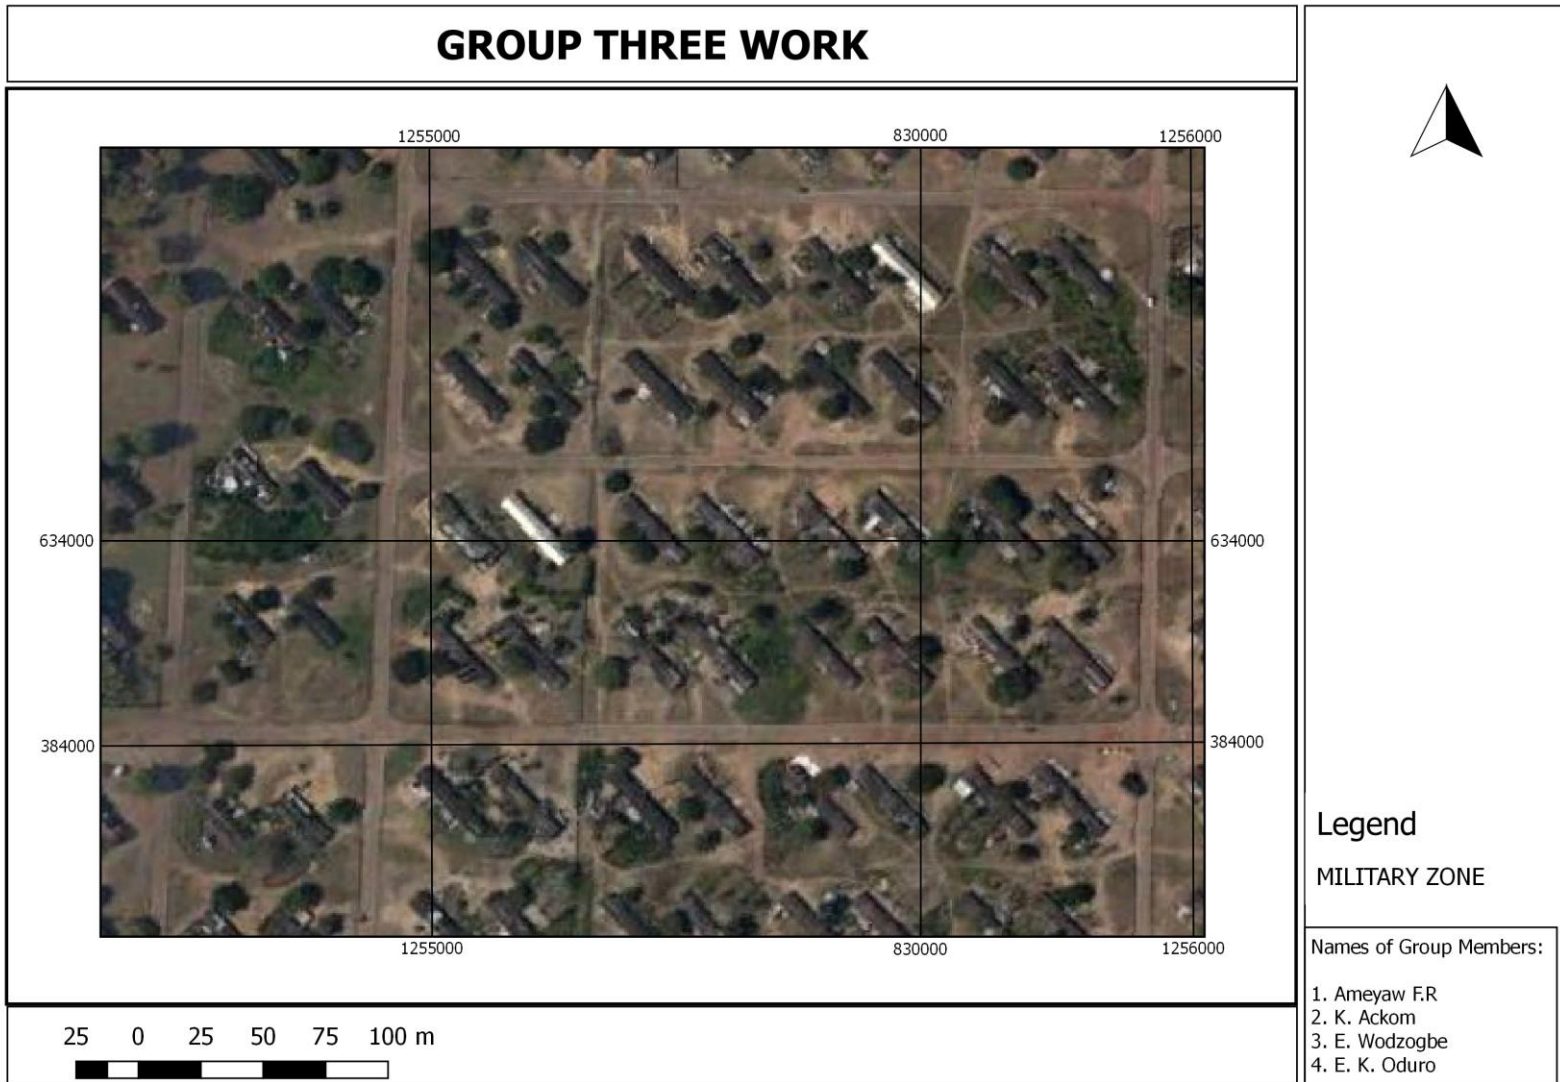 GROUP THREE WORK
1255000 830000 1256000
634000 634000
384000 384000
1255000 830000 1256000
25 0 25 50 75 100 m
Legend
MILITARY ZONE
Names of Group Members:
1. Ameyaw F.R
2. K. Ackom
3. E. Wodzogbe
4. E. K. Oduro